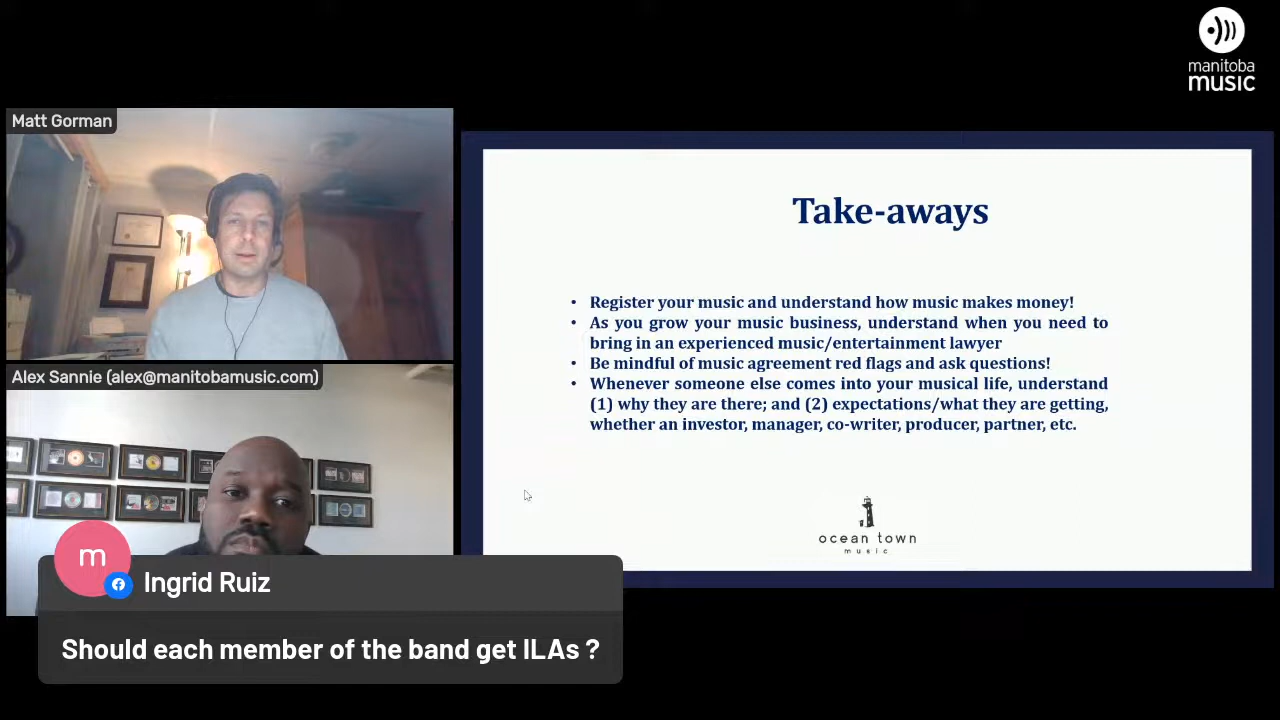 manitoba
music
Matt Gorman
Take-aways
• Register your music and understand how music makes money!
• As you grow your music business, understand when you need to
bring in an experienced music/entertainment lawyer
• Be mindful of music agreement red flags and ask questions!
• Whenever someone else comes into your musical life, understand
(1) why they are there; and (2) expectations/what they are getting,
whether an investor, manager, co-writer, producer, partner, etc.
ocean town
music
Alex Sannie (alex@manitobamusic.com)
m
Ingrid Ruiz
Should each member of the band get ILAs ?